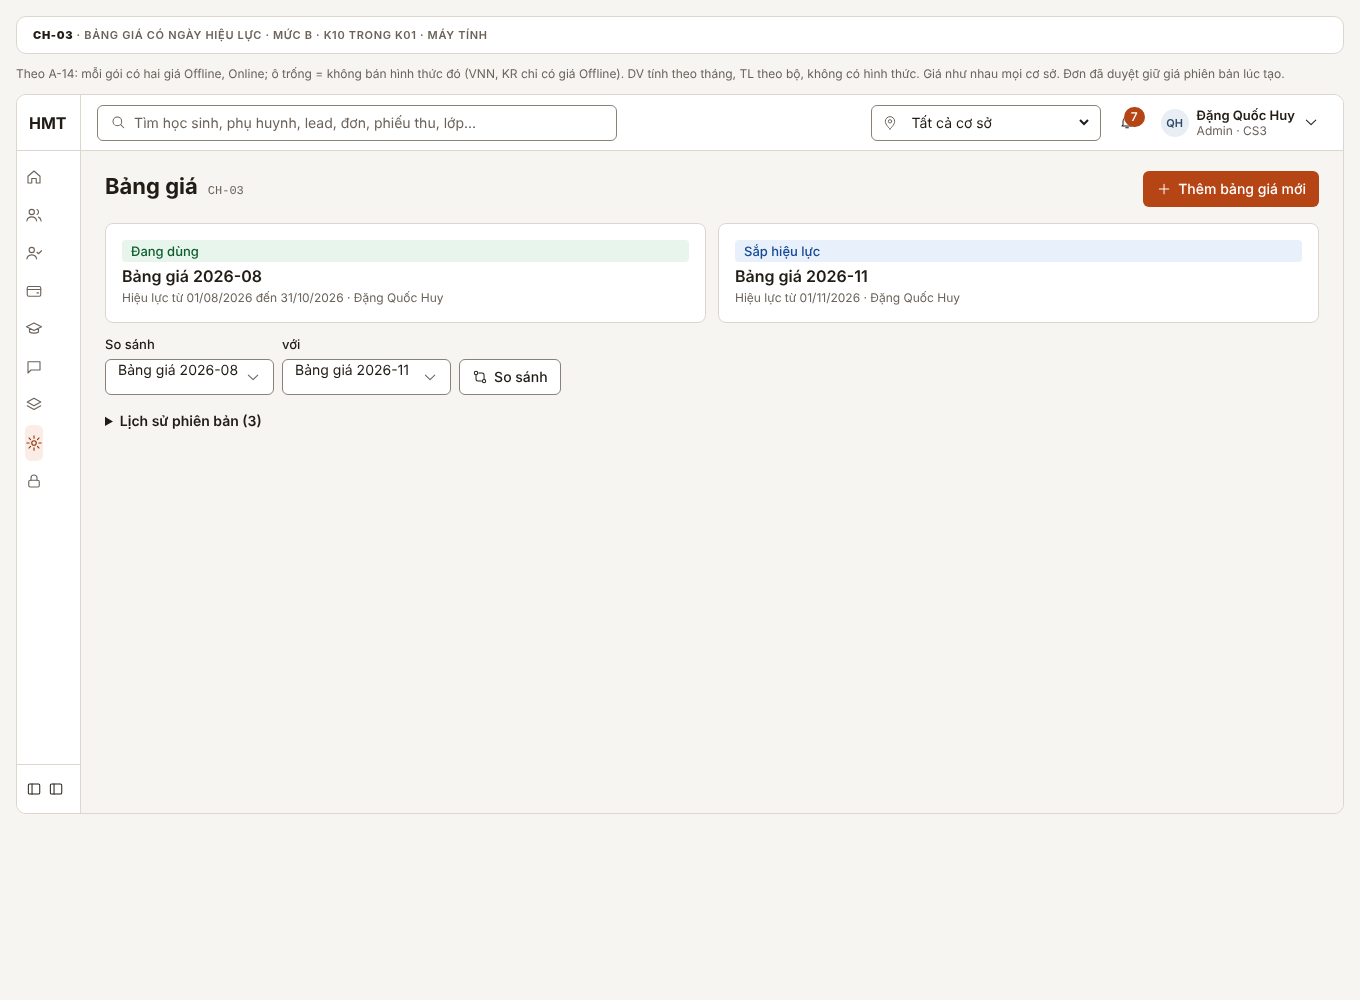 CH-03 · BẢNG GIÁ CÓ NGÀY HIỆU LỰC · MỨC B · K10 TRONG K01 · MÁY TÍNH
Theo A-14: mỗi gói có hai giá Offline, Online; ô trống = không bán hình thức đó (VNN, KR chỉ có giá Offline). DV tính theo tháng, TL theo bộ, không có hình thức. Giá như nhau mọi cơ sở. Đơn đã duyệt giữ giá phiên bản lúc tạo.
HMT
Tìm học sinh, phụ huynh, lead, đơn, phiếu thu, lớp...
Tất cả cơ sở
7
QH
Đặng Quốc Huy
Admin · CS3
Bảng giá CH-03
Thêm bảng giá mới
Đang dùng
Bảng giá 2026-08
Hiệu lực từ 01/08/2026 đến 31/10/2026 · Đặng Quốc Huy
Sắp hiệu lực
Bảng giá 2026-11
Hiệu lực từ 01/11/2026 · Đặng Quốc Huy
So sánh
với
Bảng giá 2026-08
Bảng giá 2026-11
So sánh
Lịch sử phiên bản (3)